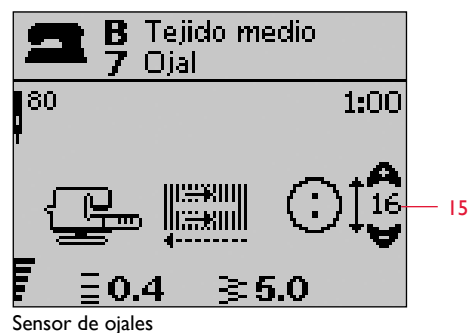 B Tejido medio
7 Ojal
80 1:00
16 15
0.4 5.0
Sensor de ojales